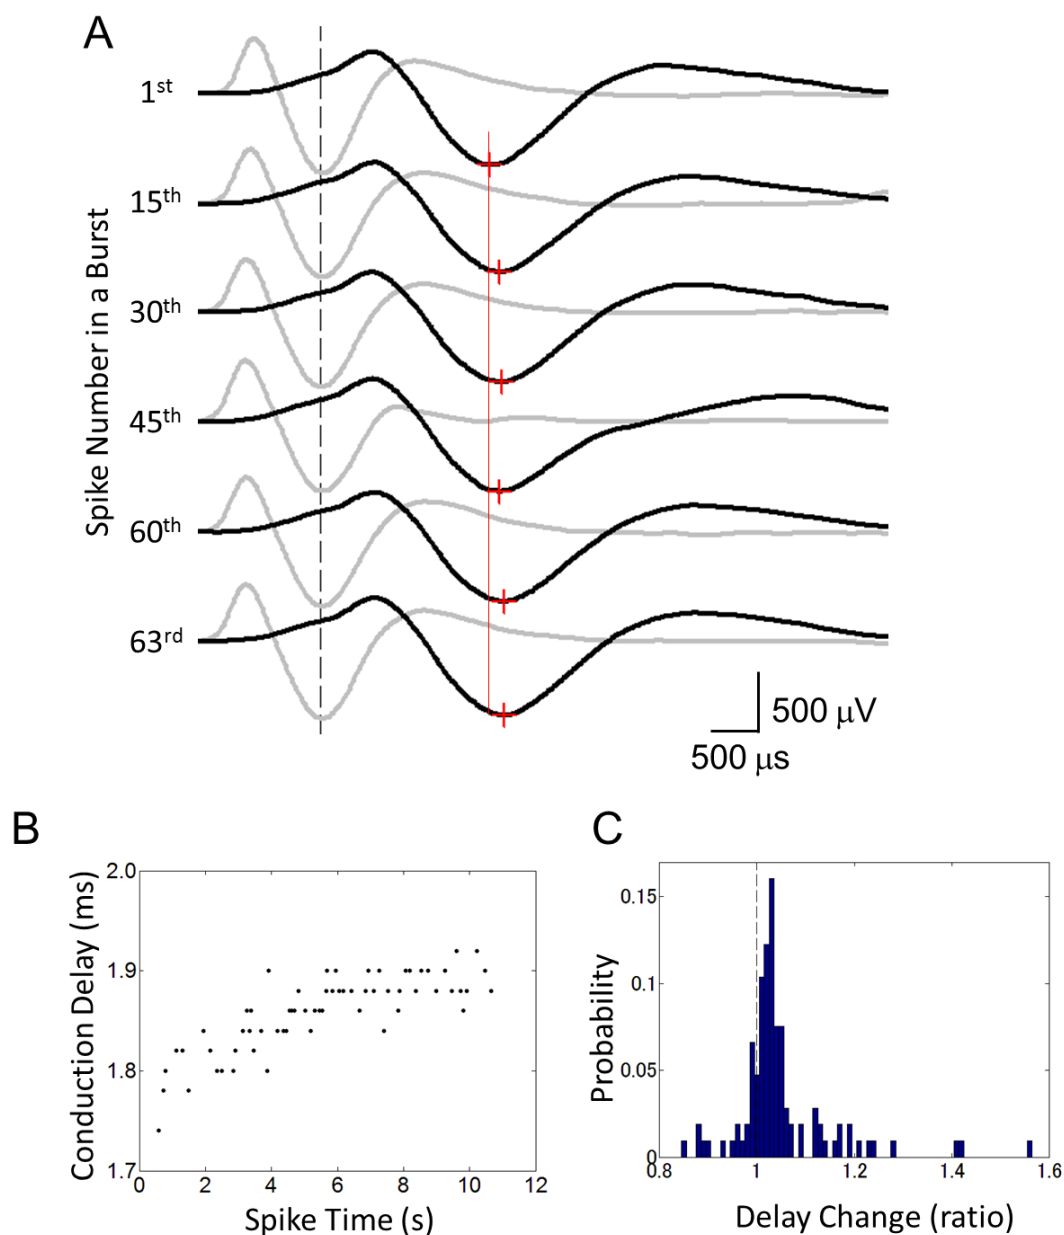 A
Spike Number in a Burst
1st
15th
30th
45th
60th
63rd
500 μV
500 μs
B
Conduction Delay (ms)
2.0
1.9
1.8
1.7
0 2 4 6 8 10 12
Spike Time (s)
C
Probability
0.15
0.1
0.05
0
0.8 1 1.2 1.4 1.6
Delay Change (ratio)